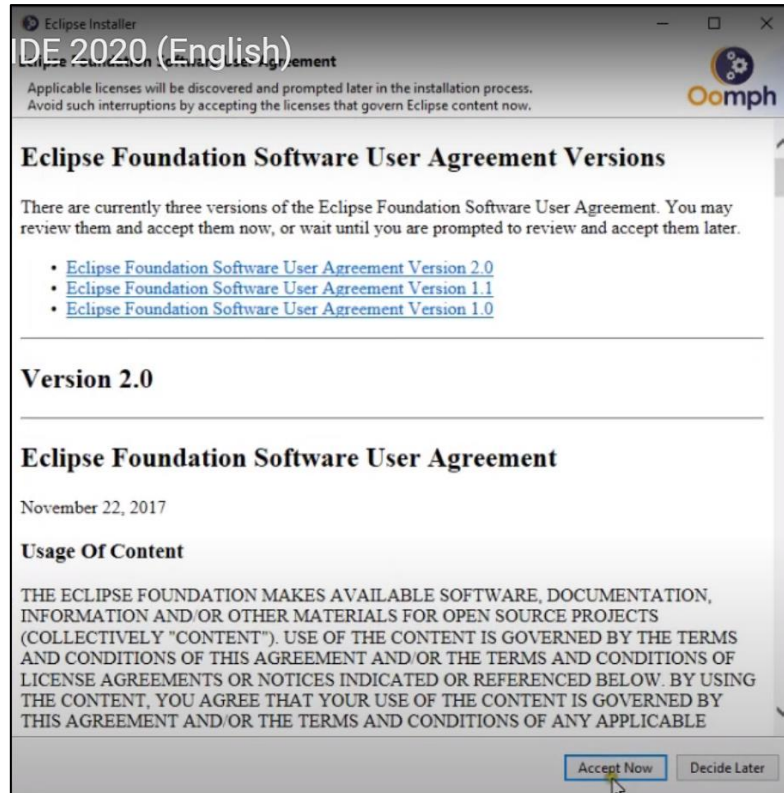 Eclipse Installer
IDE 2020 (English)
Eclipse Foundation Software User Agreement
Applicable licenses will be discovered and prompted later in the installation process.
Avoid such interruptions by accepting the licenses that govern Eclipse content now.
Oomph
Eclipse Foundation Software User Agreement Versions
There are currently three versions of the Eclipse Foundation Software User Agreement. You may
review them and accept them now, or wait until you are prompted to review and accept them later.
• Eclipse Foundation Software User Agreement Version 2.0
• Eclipse Foundation Software User Agreement Version 1.1
• Eclipse Foundation Software User Agreement Version 1.0
Version 2.0
Eclipse Foundation Software User Agreement
November 22, 2017
Usage Of Content
THE ECLIPSE FOUNDATION MAKES AVAILABLE SOFTWARE, DOCUMENTATION,
INFORMATION AND/OR OTHER MATERIALS FOR OPEN SOURCE PROJECTS
(COLLECTIVELY "CONTENT"). USE OF THE CONTENT IS GOVERNED BY THE TERMS
AND CONDITIONS OF THIS AGREEMENT AND/OR THE TERMS AND CONDITIONS OF
LICENSE AGREEMENTS OR NOTICES INDICATED OR REFERENCED BELOW. BY USING
THE CONTENT, YOU AGREE THAT YOUR USE OF THE CONTENT IS GOVERNED BY
THIS AGREEMENT AND/OR THE TERMS AND CONDITIONS OF ANY APPLICABLE
Accept Now Decide Later